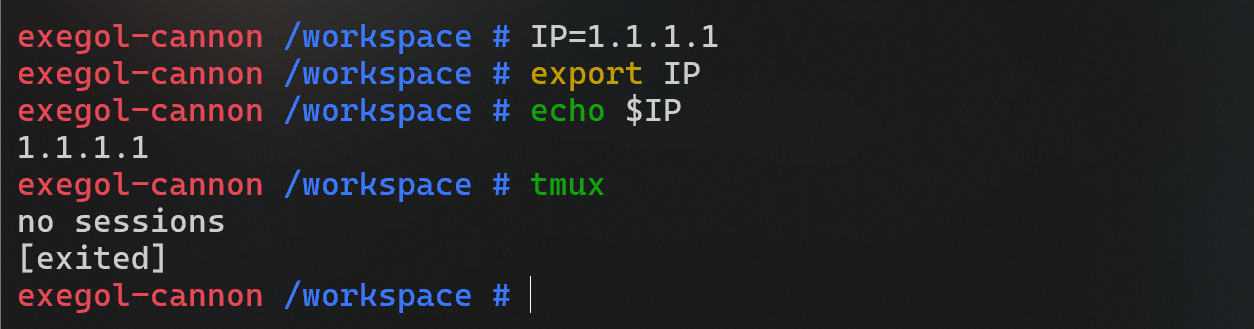 exegol-cannon /workspace # IP=1.1.1.1
exegol-cannon /workspace # export IP
exegol-cannon /workspace # echo $IP
1.1.1.1
exegol-cannon /workspace # tmux
no sessions
[exited]
exegol-cannon /workspace #